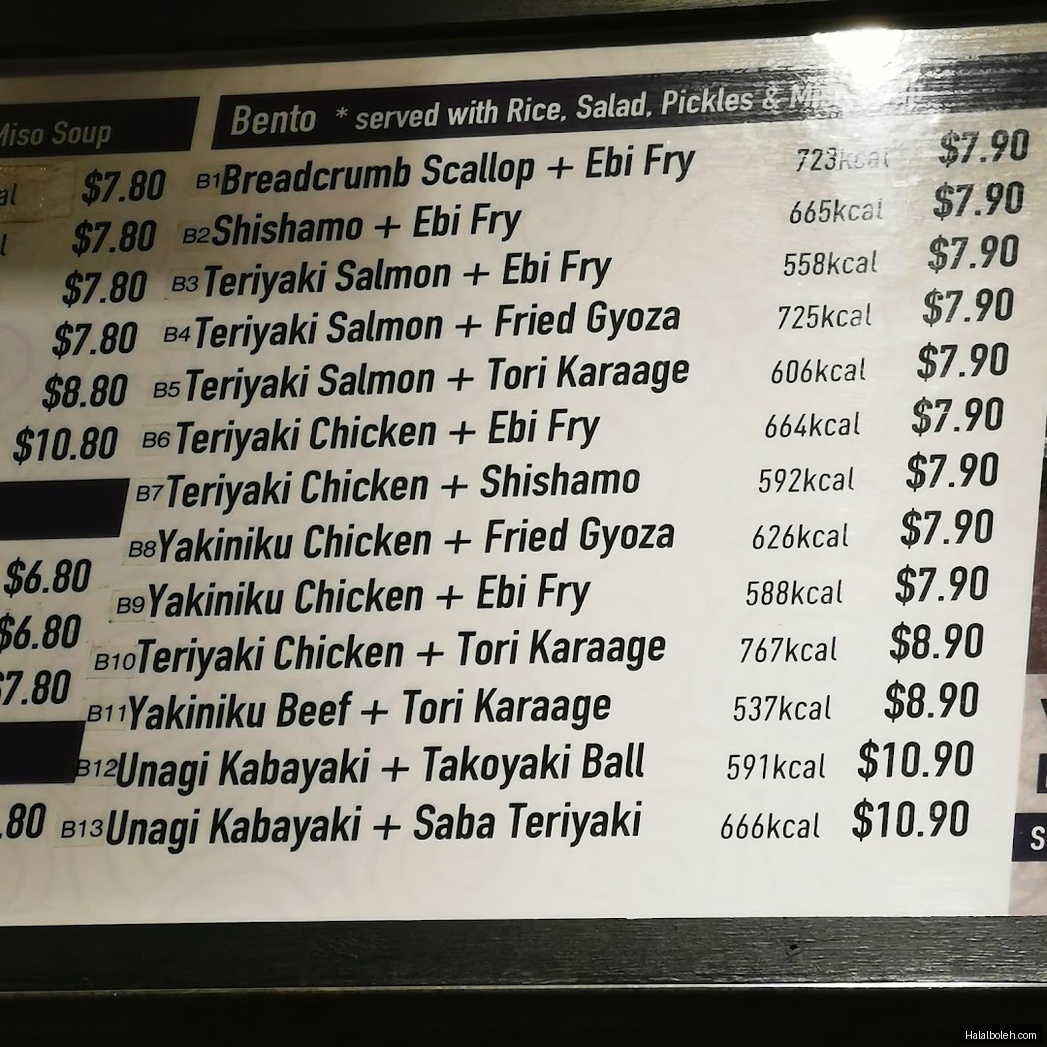 Miso Soup
al $7.80
l $7.80
$7.80
$7.80
$8.80
$10.80
$6.80
$6.80
$7.80
.80
Bento * served with Rice, Salad, Pickles &
B1 Breadcrumb Scallop + Ebi Fry 723kcal $7.90
B2 Shishamo + Ebi Fry 665kcal $7.90
B3 Teriyaki Salmon + Ebi Fry 558kcal $7.90
B4 Teriyaki Salmon + Fried Gyoza 725kcal $7.90
B5 Teriyaki Salmon + Tori Karaage 606kcal $7.90
B6 Teriyaki Chicken + Ebi Fry 664kcal $7.90
B7 Teriyaki Chicken + Shishamo 592kcal $7.90
B8 Yakiniku Chicken + Fried Gyoza 626kcal $7.90
B9 Yakiniku Chicken + Ebi Fry 588kcal $7.90
B10 Teriyaki Chicken + Tori Karaage 767kcal $8.90
B11 Yakiniku Beef + Tori Karaage 537kcal $8.90
B12 Unagi Kabayaki + Takoyaki Ball 591kcal $10.90
B13 Unagi Kabayaki + Saba Teriyaki 666kcal $10.90
S
Halalboleh.com